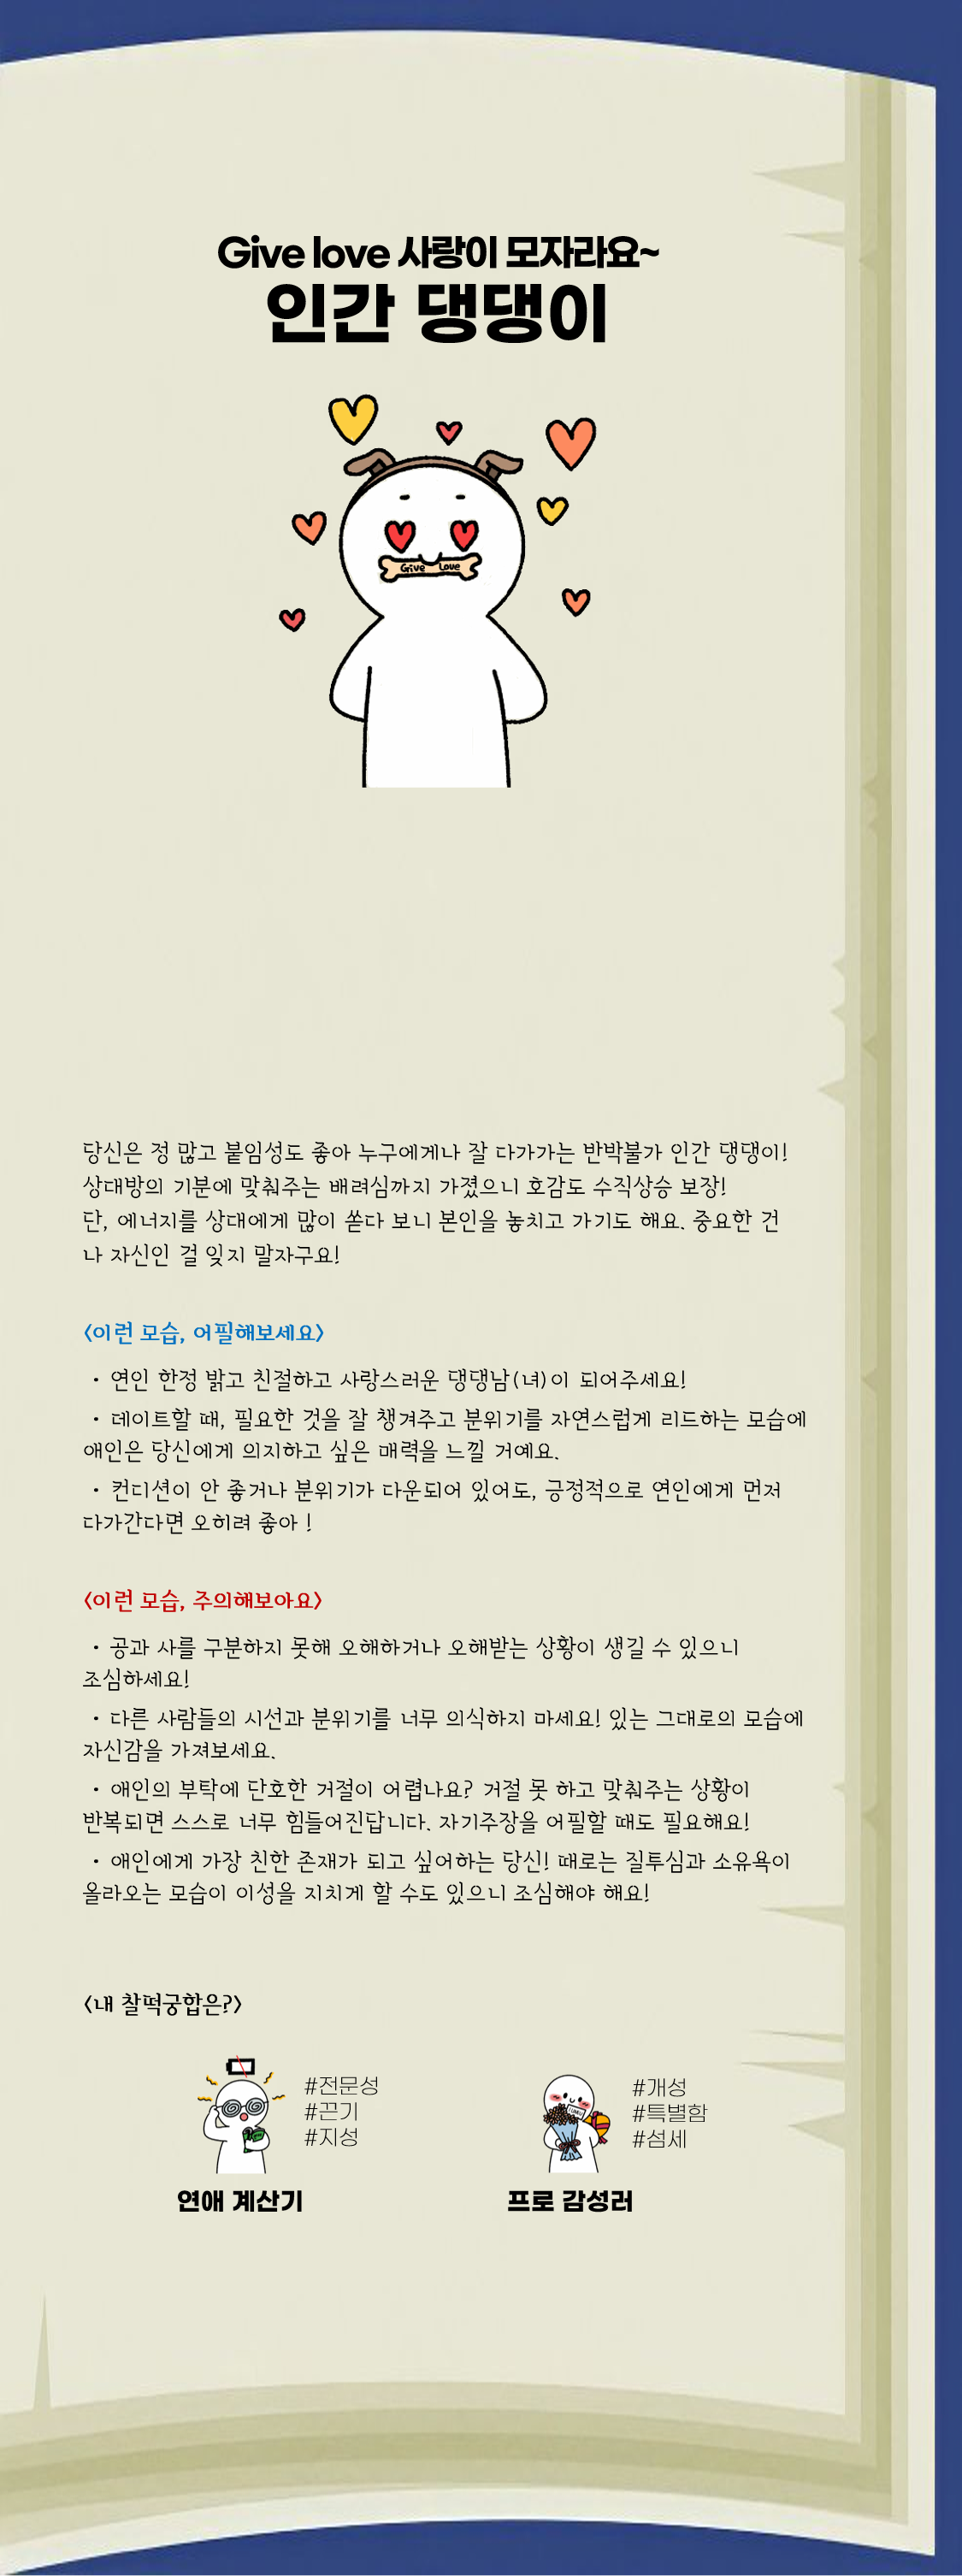 Give love 사랑이 모자라요~
인간 댕댕이
Give Love
당신은 정 많고 붙임성도 좋아 누구에게나 잘 다가가는 반박불가 인간 댕댕이!
상대방의 기분에 맞춰주는 배려심까지 가졌으니 호감도 수직상승 보장!
단, 에너지를 상대에게 많이 쏟다 보니 본인을 놓치고 가기도 해요. 중요한 건
나 자신인 걸 잊지 말자구요!
<이런 모습, 어필해보세요>
· 연인 한정 밝고 친절하고 사랑스러운 댕댕남(녀)이 되어주세요!
· 데이트할 때, 필요한 것을 잘 챙겨주고 분위기를 자연스럽게 리드하는 모습에
애인은 당신에게 의지하고 싶은 매력을 느낄 거예요.
· 컨디션이 안 좋거나 분위기가 다운되어 있어도, 긍정적으로 연인에게 먼저
다가간다면 오히려 좋아 !
<이런 모습, 주의해보아요>
· 공과 사를 구분하지 못해 오해하거나 오해받는 상황이 생길 수 있으니
조심하세요!
· 다른 사람들의 시선과 분위기를 너무 의식하지 마세요! 있는 그대로의 모습에
자신감을 가져보세요.
· 애인의 부탁에 단호한 거절이 어렵나요? 거절 못 하고 맞춰주는 상황이
반복되면 스스로 너무 힘들어진답니다. 자기주장을 어필할 때도 필요해요!
· 애인에게 가장 친한 존재가 되고 싶어하는 당신! 때로는 질투심과 소유욕이
올라오는 모습이 이성을 지치게 할 수도 있으니 조심해야 해요!
<내 찰떡궁합은?>
#전문성
#끈기
#지성
연애 계산기
#개성
#특별함
#섬세
프로 감성러